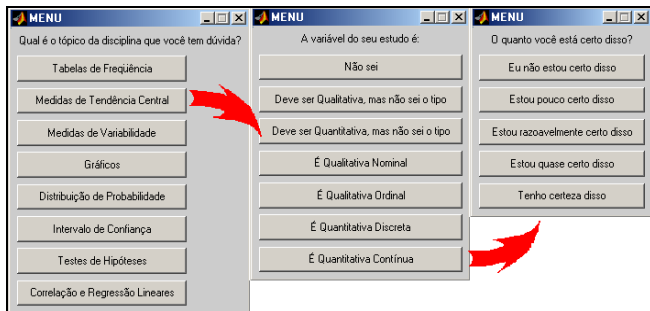 MENU
Qual é o tópico da disciplina que você tem dúvida?
Tabelas de Freqüência
Medidas de Tendência Central
Medidas de Variabilidade
Gráficos
Distribuição de Probabilidade
Intervalo de Confiança
Testes de Hipóteses
Correlação e Regressão Lineares
MENU
A variável do seu estudo é:
Não sei
Deve ser Qualitativa, mas não sei o tipo
Deve ser Quantitativa, mas não sei o tipo
É Qualitativa Nominal
É Qualitativa Ordinal
É Quantitativa Discreta
É Quantitativa Contínua
MENU
O quanto você está certo disso?
Eu não estou certo disso
Estou pouco certo disso
Estou razoavelmente certo disso
Estou quase certo disso
Tenho certeza disso